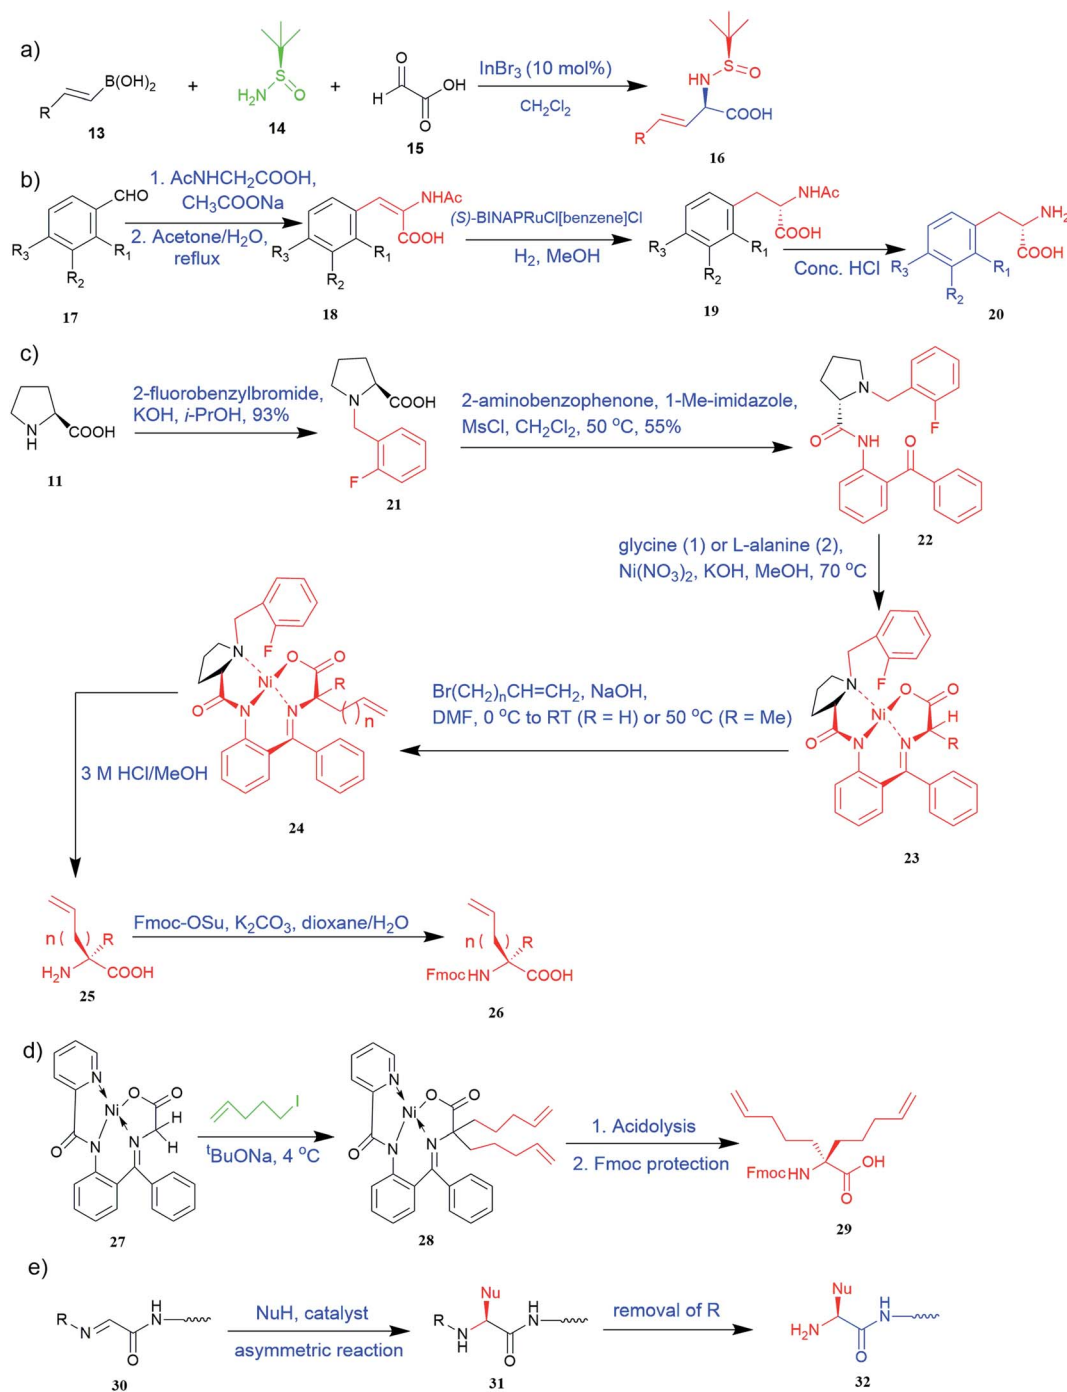 a)
B(OH)2
R
13
+
H2N
S
O
14
+
O
H
OH
O
15
InBr3 (10 mol%)
CH2Cl2
HN
S
O
R
COOH
16
b)
CHO
R3
R1
R2
17
1. AcNHCH2COOH,
CH3COONa
2. Acetone/H2O,
reflux
NHAc
COOH
R3
R1
R2
18
(S)-BINAPRuCl[benzene]Cl
H2, MeOH
NHAc
COOH
R3
R1
R2
19
Conc. HCl
NH2
COOH
R3
R1
R2
20
c)
N
H
COOH
11
2-fluorobenzylbromide,
KOH, i-PrOH, 93%
N
COOH
F
21
2-aminobenzophenone, 1-Me-imidazole,
MsCl, CH2Cl2, 50 °C, 55%
N
F
O
NH
O
22
glycine (1) or L-alanine (2),
Ni(NO3)2, KOH, MeOH, 70 °C
F
N
O
O
Ni
H
O
N
N
R
23
Br(CH2)nCH=CH2, NaOH,
DMF, 0 °C to RT (R = H) or 50 °C (R = Me)
F
N
O
O
Ni
R
O
N
N
( )n
24
3 M HCl/MeOH
n( )
R
H2N
COOH
25
Fmoc-OSu, K2CO3, dioxane/H2O
n( )
R
Fmoc
HN
COOH
26
d)
N
O
O
Ni
H
H
O
N
N
27
I
tBuONa, 4 °C
N
O
O
Ni
O
N
N
28
1. Acidolysis
2. Fmoc protection
Fmoc
HN
OH
O
29
e)
R
N
H
N
O
30
NuH, catalyst
asymmetric reaction
Nu
R
N
H
H
N
O
31
removal of R
Nu
H2N
H
N
O
32